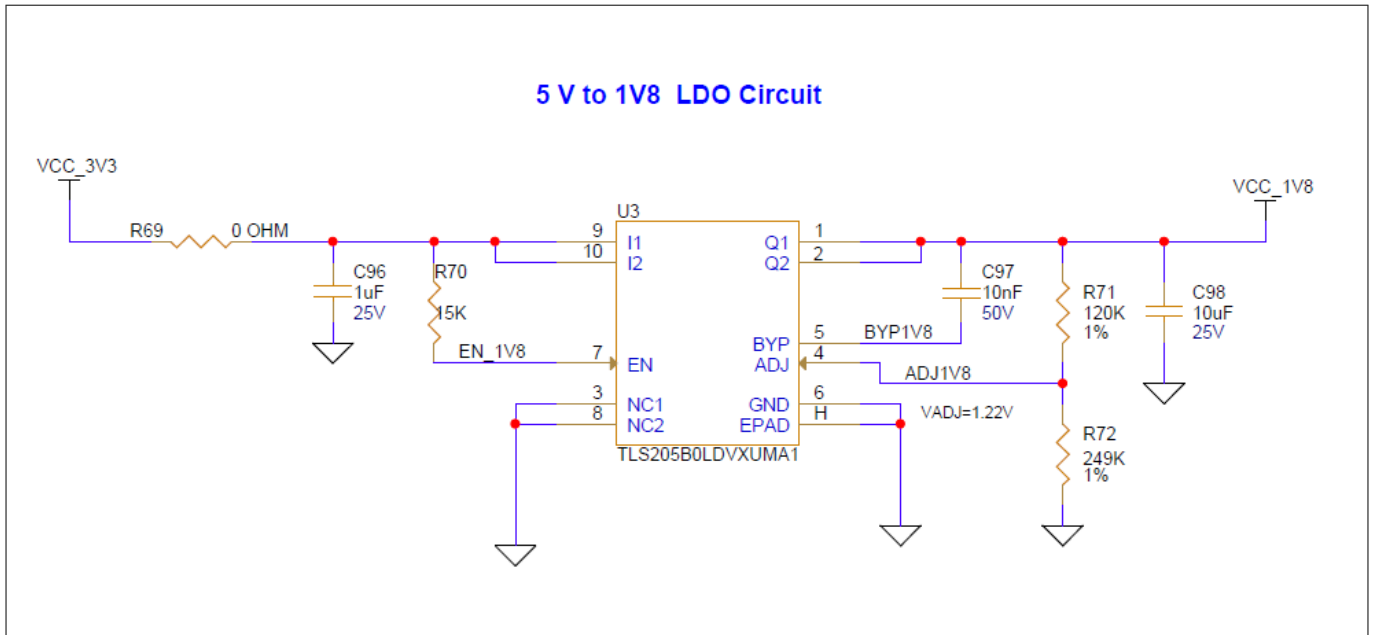 5 V to 1V8  LDO Circuit
VCC_3V3
VCC_1V8
R69
0 OHM
U3
9
10
I1
I2
Q1
Q2
1
2
C96
1uF
25V
R70
15K
C97
10nF
50V
R71
120K
1%
C98
10uF
25V
EN_1V8
7
EN
BYP
5
BYP1V8
ADJ
4
ADJ1V8
3
8
NC1
NC2
GND
EPAD
6
H
VADJ=1.22V
R72
249K
1%
TLS205B0LDVXUMA1